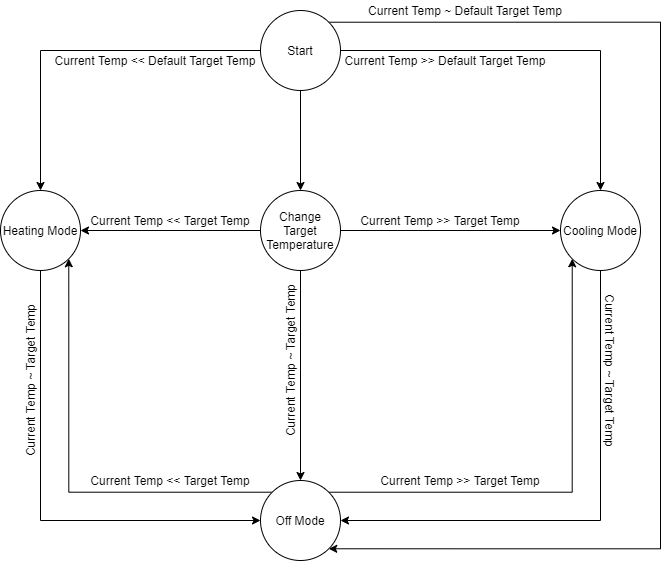 Current Temp ~ Default Target Temp
Start
Current Temp << Default Target Temp
Current Temp >> Default Target Temp
Heating Mode
Current Temp << Target Temp
Change
Target
Temperature
Current Temp >> Target Temp
Cooling Mode
Current Temp ~ Target Temp
Current Temp ~ Target Temp
Current Temp ~ Target Temp
Current Temp << Target Temp
Current Temp >> Target Temp
Off Mode